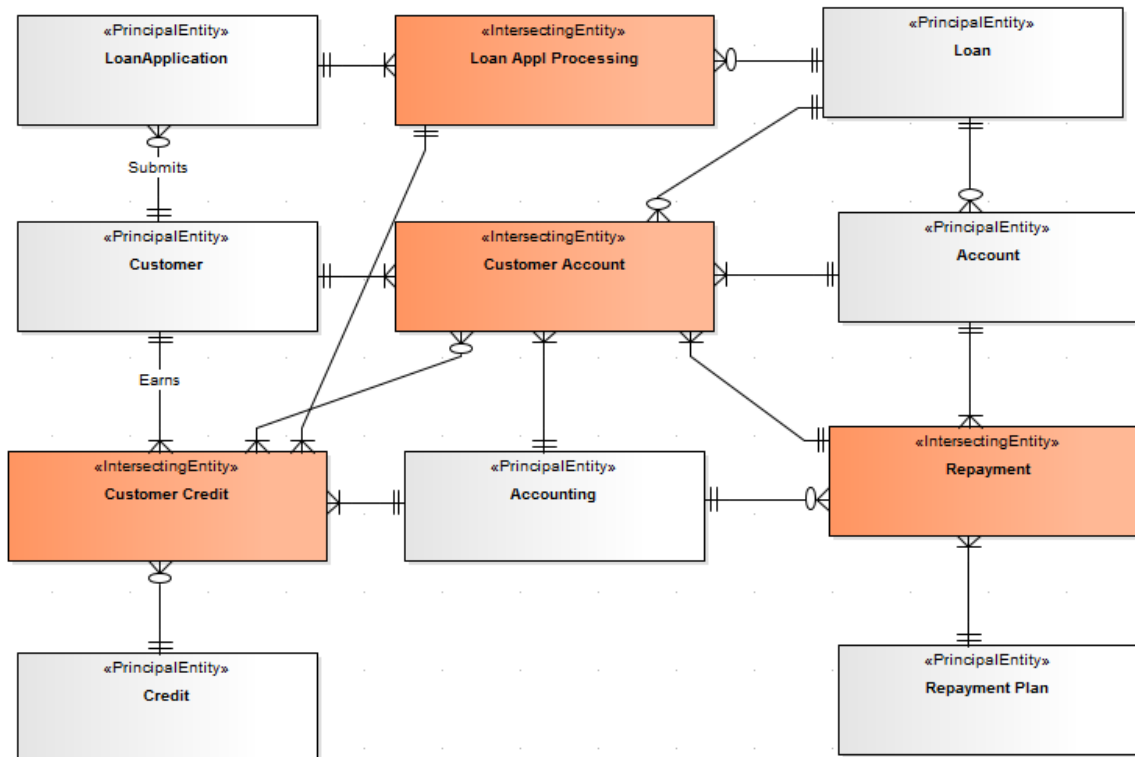 «PrincipalEntity»
LoanApplication
«IntersectingEntity»
Loan Appl Processing
«PrincipalEntity»
Loan
Submits
«PrincipalEntity»
Customer
«IntersectingEntity»
Customer Account
«PrincipalEntity»
Account
Earns
«IntersectingEntity»
Customer Credit
«PrincipalEntity»
Accounting
«IntersectingEntity»
Repayment
«PrincipalEntity»
Credit
«PrincipalEntity»
Repayment Plan